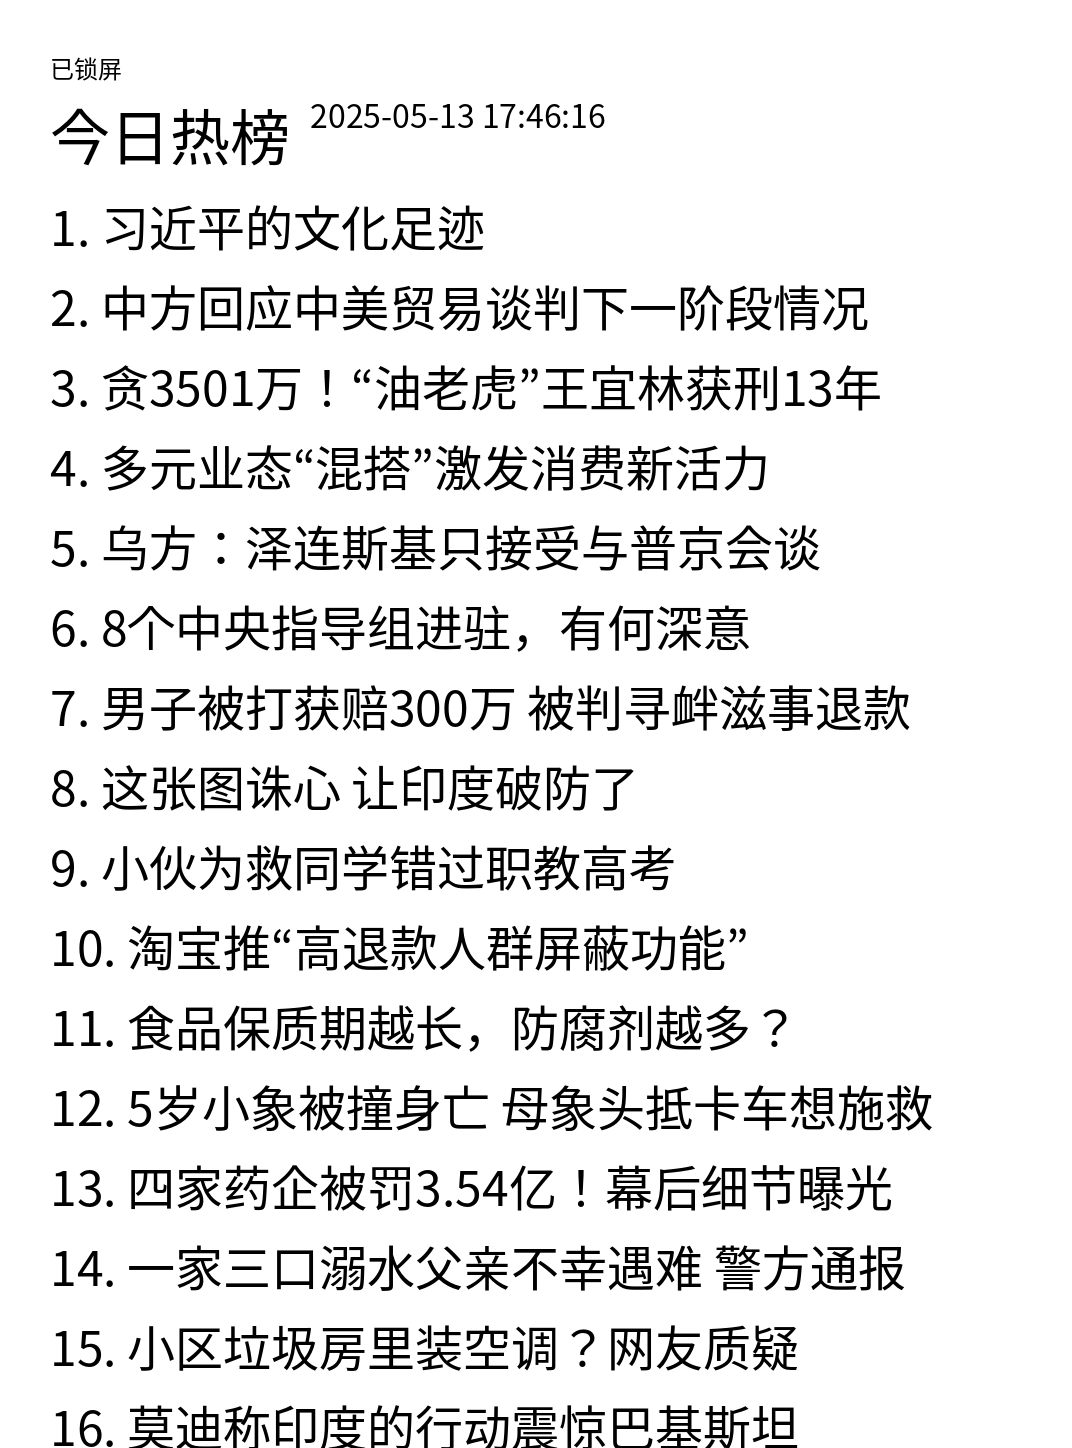 已锁屏
今日热榜 2025-05-13 17:46:16
1. 习近平的文化足迹
2. 中方回应中美贸易谈判下一阶段情况
3. 贪3501万！“油老虎”王宜林获刑13年
4. 多元业态“混搭”激发消费新活力
5. 乌方：泽连斯基只接受与普京会谈
6. 8个中央指导组进驻，有何深意
7. 男子被打获赔300万 被判寻衅滋事退款
8. 这张图诛心 让印度破防了
9. 小伙为救同学错过职教高考
10. 淘宝推“高退款人群屏蔽功能”
11. 食品保质期越长，防腐剂越多？
12. 5岁小象被撞身亡 母象头抵卡车想施救
13. 四家药企被罚3.54亿！幕后细节曝光
14. 一家三口溺水父亲不幸遇难 警方通报
15. 小区垃圾房里装空调？网友质疑
16. 莫迪称印度的行动震惊巴基斯坦